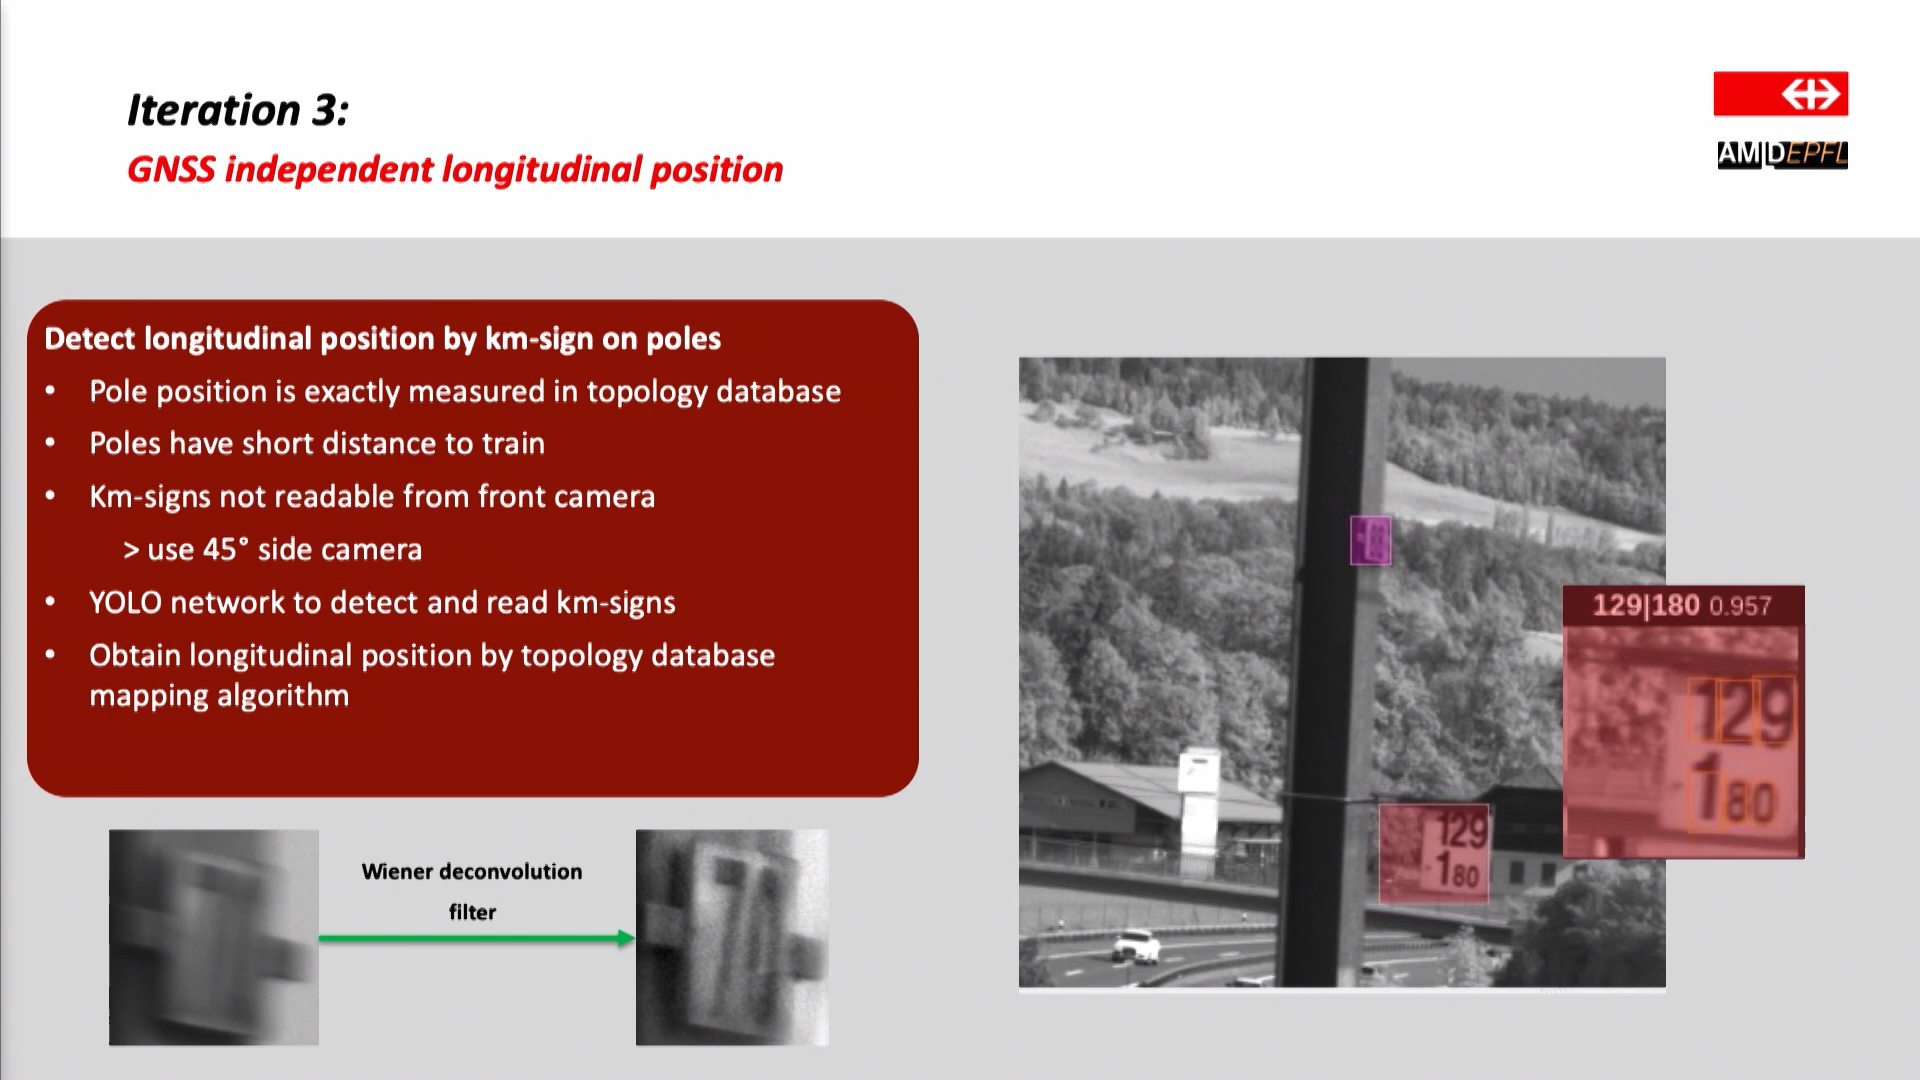 Iteration 3:
GNSS independent longitudinal position
AM|DEPFL
Detect longitudinal position by km-sign on poles
• Pole position is exactly measured in topology database
• Poles have short distance to train
• Km-signs not readable from front camera
> use 45° side camera
• YOLO network to detect and read km-signs
• Obtain longitudinal position by topology database
mapping algorithm
Wiener deconvolution
filter
129
180
129|180 0.957
129
180